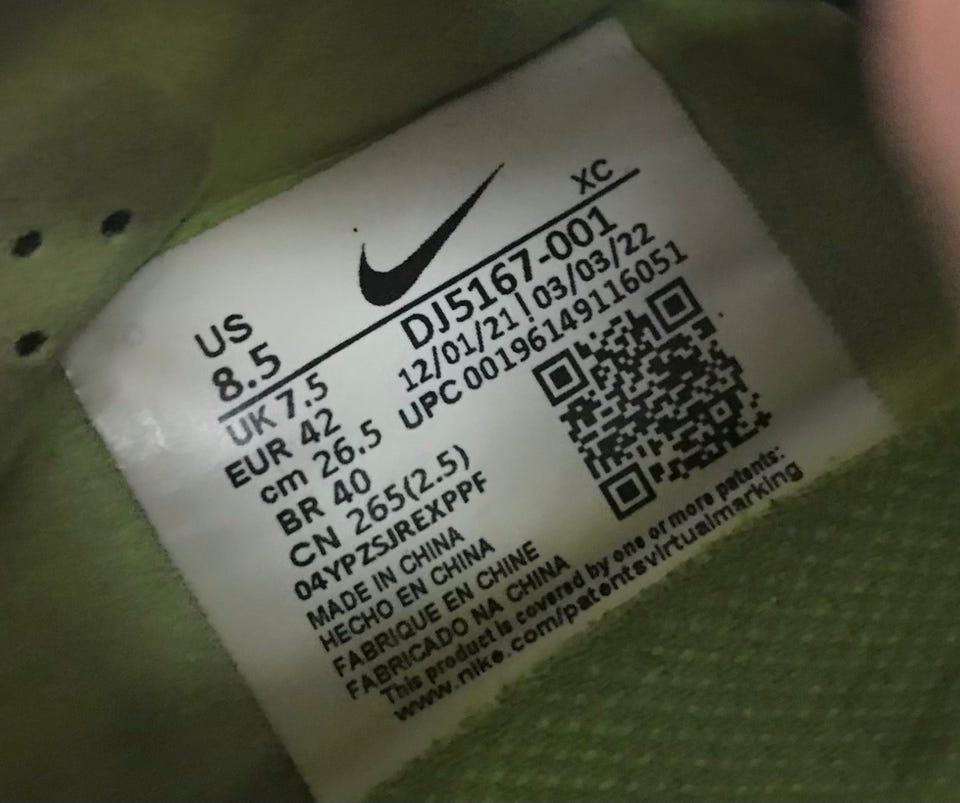 XC
US
8.5
DJ5167-001
12/01/21 | 03/03/22
UPC 00196149116051
UK 7.5
EUR 42
cm 26.5
BR 40
CN 265(2.5)
04YPZSJREXPPF
MADE IN CHINA
HECHO EN CHINA
FABRIQUE EN CHINE
FABRICADO NA CHINA
This product is covered by one or more patents:
www.nike.com/patentsvirtualmarking